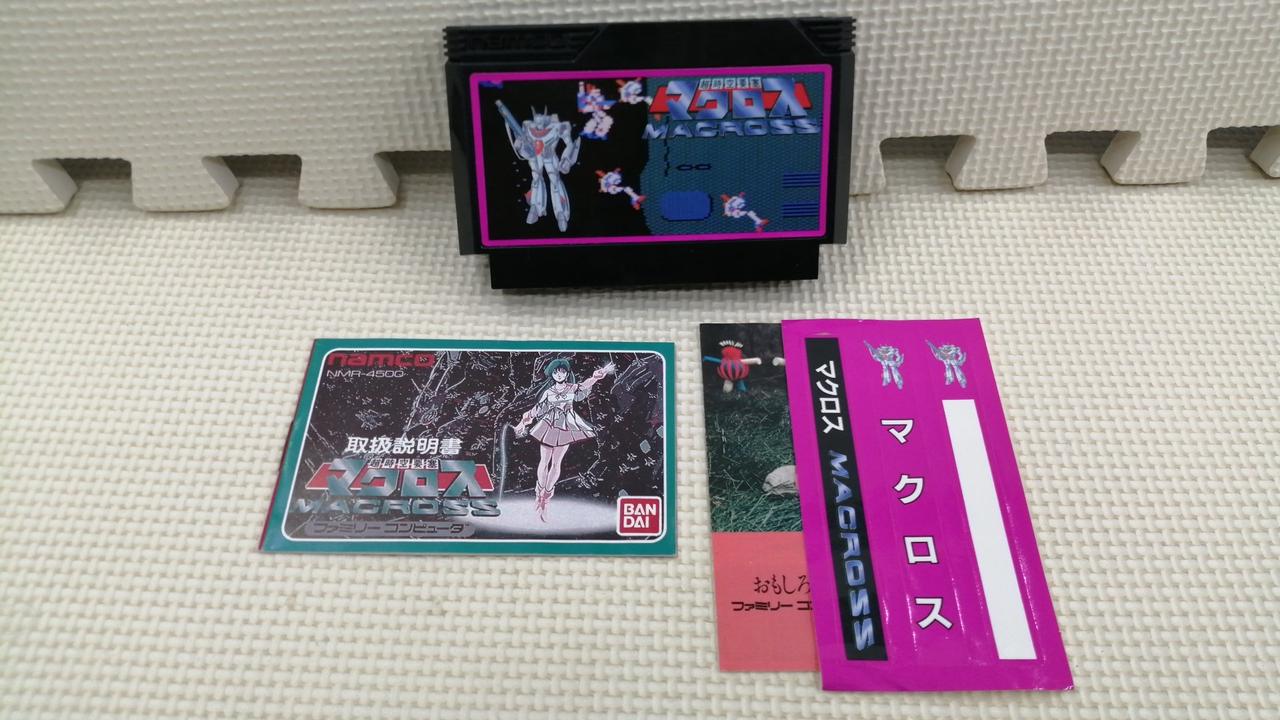 namcot
超時空要塞
マクロス
MACROSS
namco
NMR-4500
取扱説明書
超時空要塞
マクロス
MACROSS
ファミリーコンピュータ
BAN
DAI
おもしろ
ファミリー コ
マクロス MACROSS
マクロス